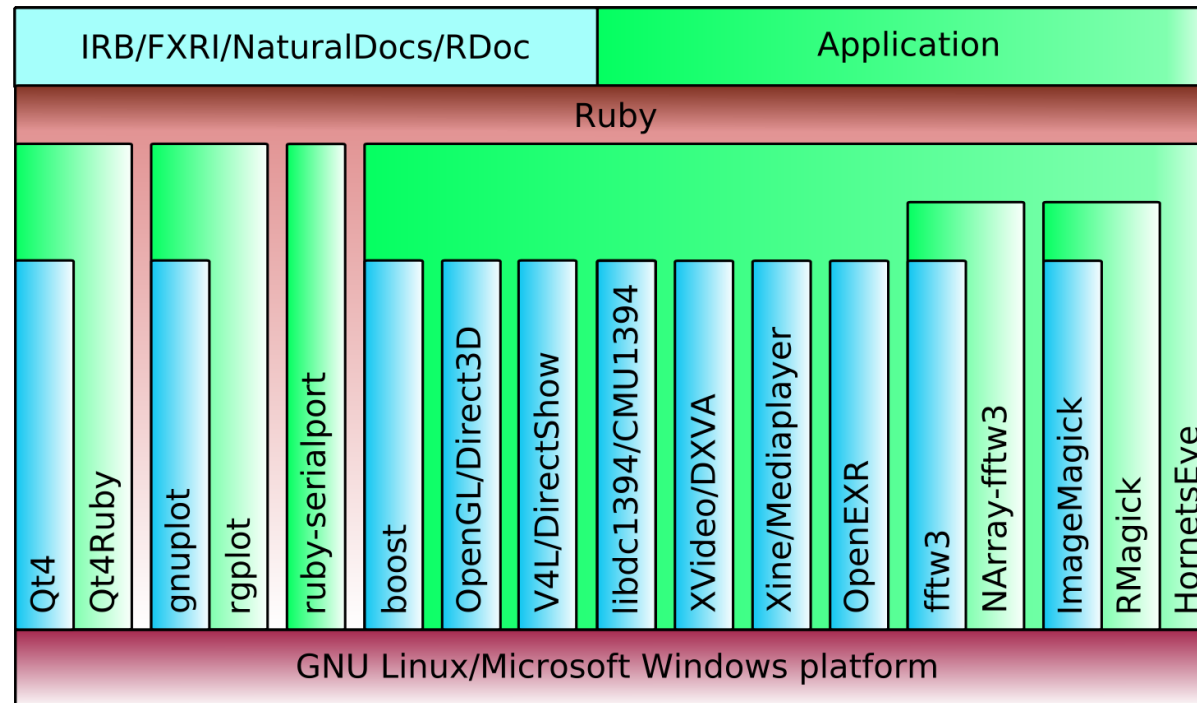 IRB/FXRI/NaturalDocs/RDoc
Application
Ruby
Qt4
Qt4Ruby
gnuplot
rgplot
ruby-serialport
boost
OpenGL/Direct3D
V4L/DirectShow
libdc1394/CMU1394
XVideo/DXVA
Xine/Mediaplayer
OpenEXR
fftw3
NArray-fftw3
ImageMagick
RMagick
HornetsEye
GNU Linux/Microsoft Windows platform